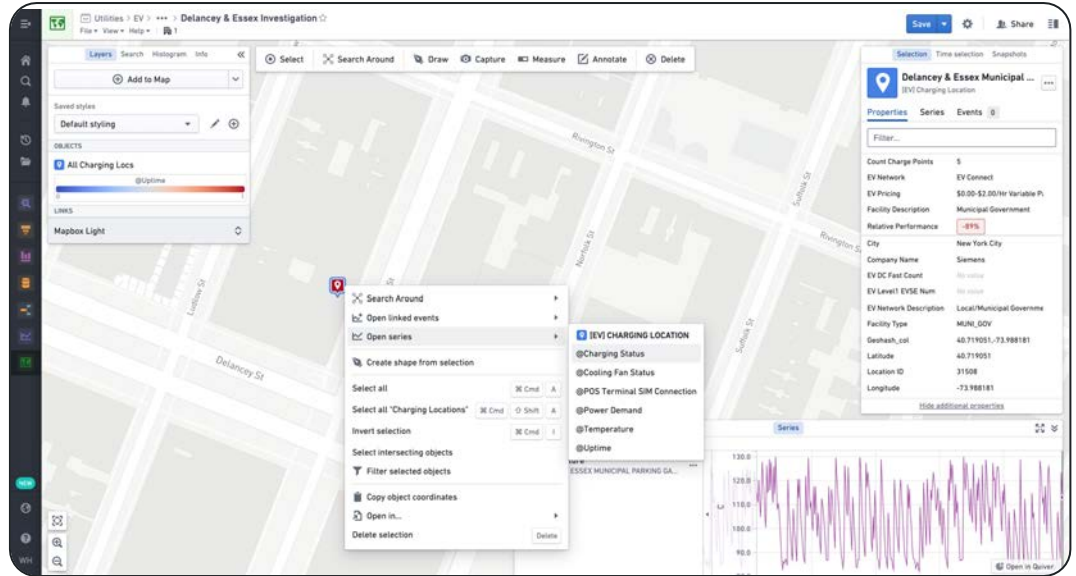 Utilities > EV > ••• > Delancey & Essex Investigation
File View Help 1
Save
Share
Layers Search Histogram Info
Add to Map
Saved styles
Default styling
OBJECTS
All Charging Locs
@Uptime
0 1
LINKS
Mapbox Light
Select Search Around Draw Capture Measure Annotate Delete
Rivington St
Suffolk St
Rivington S
Norfolk St
Ludlow St
Suffolk St
Delancey St
Search Around
Open linked events
Open series
Create shape from selection
Select all ⌘ Cmd A
Select all "Charging Locations" ⌘ Cmd ⇧ Shift A
Invert selection ⌘ Cmd I
Select intersecting objects
Filter selected objects
Copy object coordinates
Open in...
Delete selection Delete
[EV] CHARGING LOCATION
@Charging Status
@Cooling Fan Status
@POS Terminal SIM Connection
@Power Demand
@Temperature
@Uptime
ESSEX MUNICIPAL PARKING GA...
Selection Time selection Snapshots
Delancey & Essex Municipal ...
[EV] Charging Location
Properties Series Events 0
Filter...
Count Charge Points 5
EV Network EV Connect
EV Pricing $0.00-$2.00/Hr Variable Pi
Facility Description Municipal Government
Relative Performance -89%
City New York City
Company Name Siemens
EV DC Fast Count No value
EV Level1 EVSE Num No value
EV Network Description Local/Municipal Governme
Facility Type MUNI_GOV
Geohash_col 40.719051,-73.988181
Latitude 40.719051
Location ID 31508
Longitude -73.988181
Hide additional properties
Series
130.0
120.0
110.0
100.0
90.0
Open in Quiver
NEW
WH